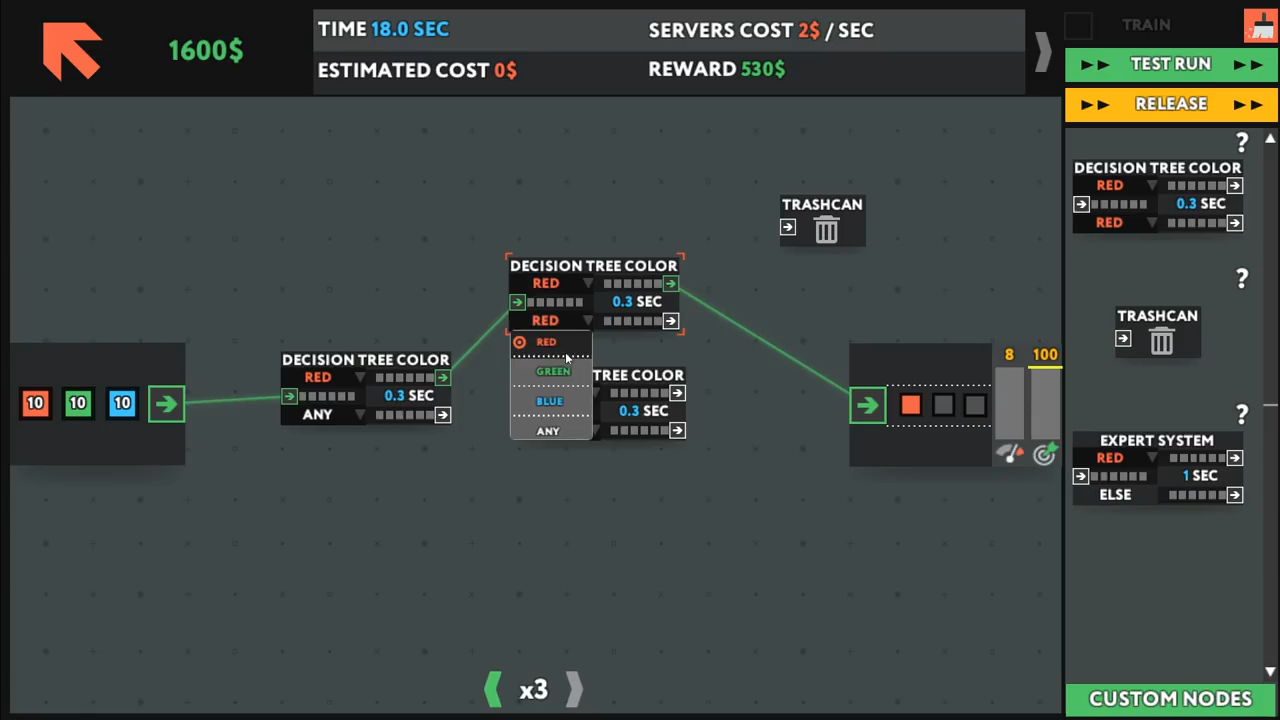 1600$
TIME 18.0 SEC
SERVERS COST 2$ / SEC
ESTIMATED COST 0$
REWARD 530$
TRAIN
TEST RUN
RELEASE
?
DECISION TREE COLOR
RED
0.3 SEC
RED
?
TRASHCAN
?
EXPERT SYSTEM
RED
1 SEC
ELSE
CUSTOM NODES
TRASHCAN
DECISION TREE COLOR
RED
0.3 SEC
RED
RED
GREEN
BLUE
ANY
TREE COLOR
0.3 SEC
DECISION TREE COLOR
RED
0.3 SEC
ANY
10 10 10
8 100
x3